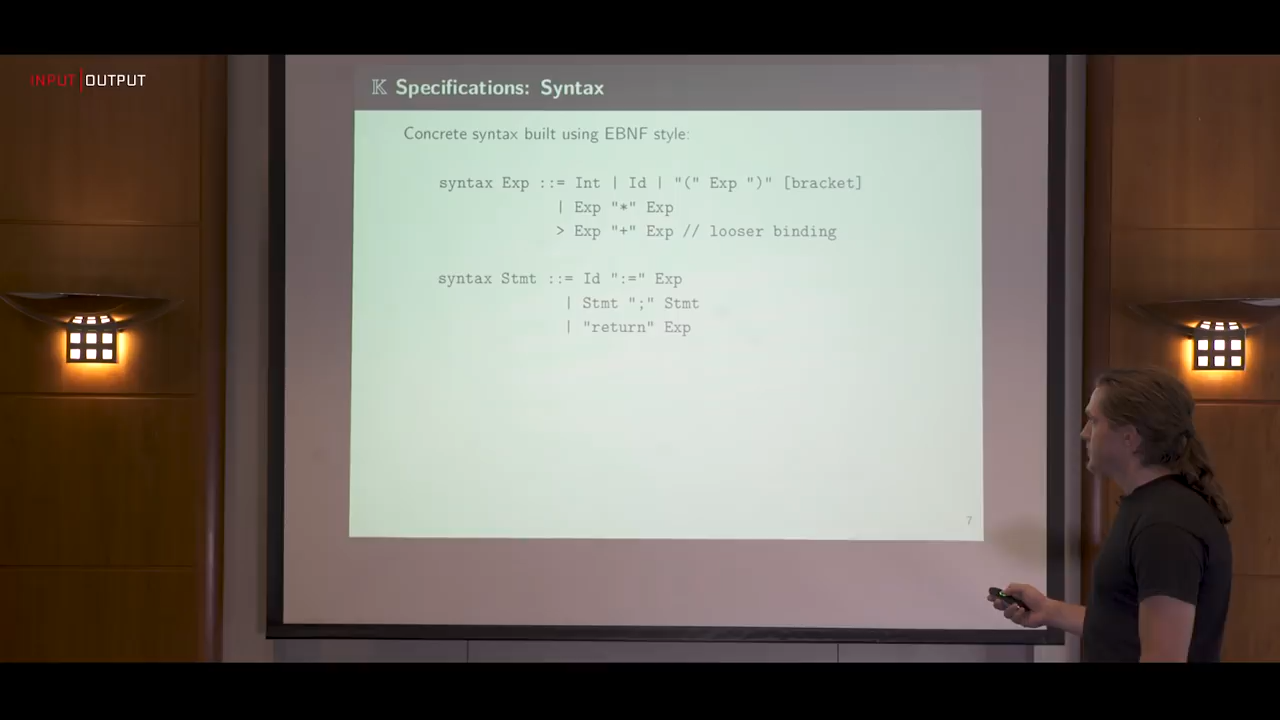 INPUT|OUTPUT
𝕂 Specifications: Syntax
Concrete syntax built using EBNF style:
syntax Exp ::= Int | Id | "(" Exp ")" [bracket]
| Exp "*" Exp
> Exp "+" Exp // looser binding
syntax Stmt ::= Id ":=" Exp
| Stmt ";" Stmt
| "return" Exp
7